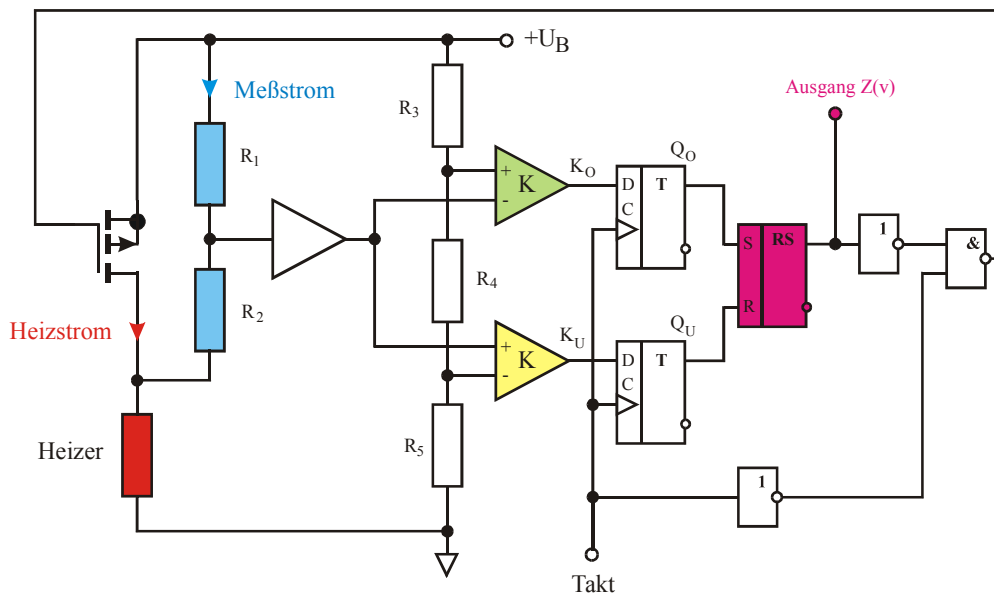 +U_B
Meßstrom
Ausgang Z(v)
R_3
R_1
K_O
Q_O
+
K
-
D
T
C
S
RS
1
&
R_4
R_2
Heizstrom
K_U
Q_U
R
+
K
-
D
T
C
Heizer
R_5
1
Takt